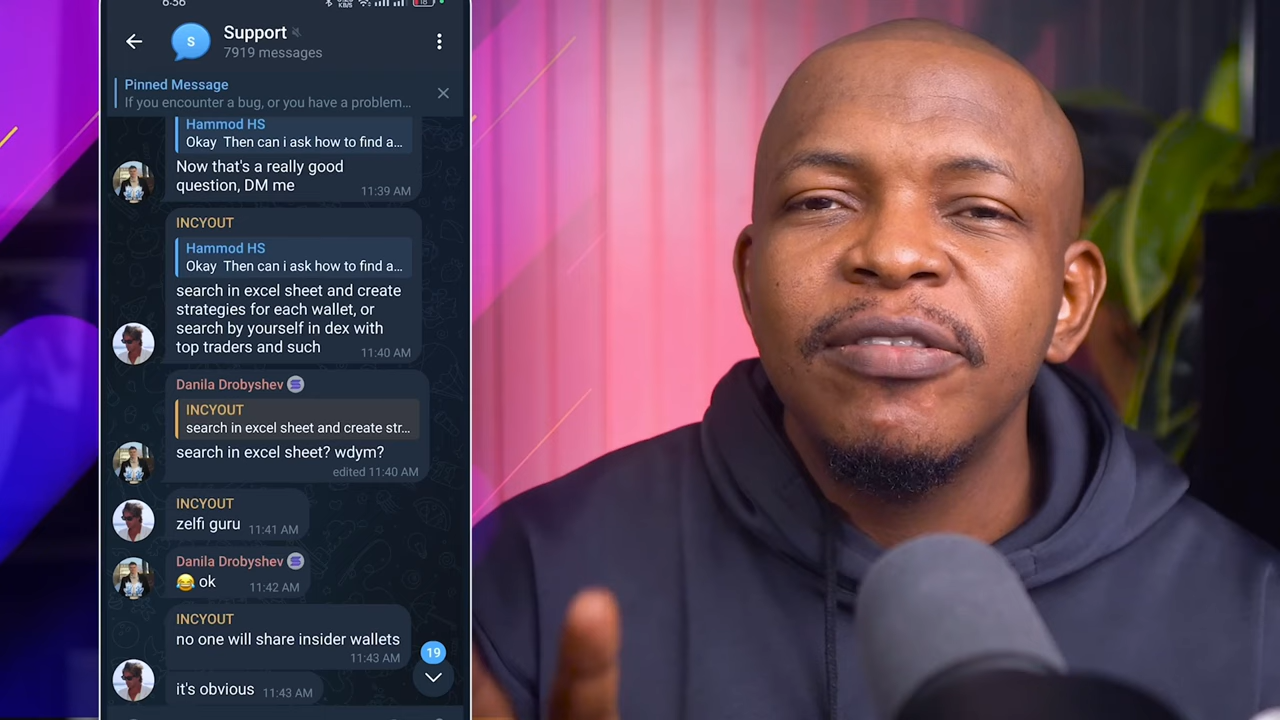 6:56
KB/s
18
S
Support
7919 messages
Pinned Message
If you encounter a bug, or you have a problem...
Hammod HS
Okay Then can i ask how to find a...
Now that's a really good
question, DM me
11:39 AM
INCYOUT
Hammod HS
Okay Then can i ask how to find a...
search in excel sheet and create
strategies for each wallet, or
search by yourself in dex with
top traders and such
11:40 AM
Danila Drobyshev
INCYOUT
search in excel sheet and create str...
search in excel sheet? wdym?
edited 11:40 AM
INCYOUT
zelfi guru 11:41 AM
Danila Drobyshev
😂 ok 11:42 AM
INCYOUT
no one will share insider wallets
11:43 AM
19
it's obvious 11:43 AM